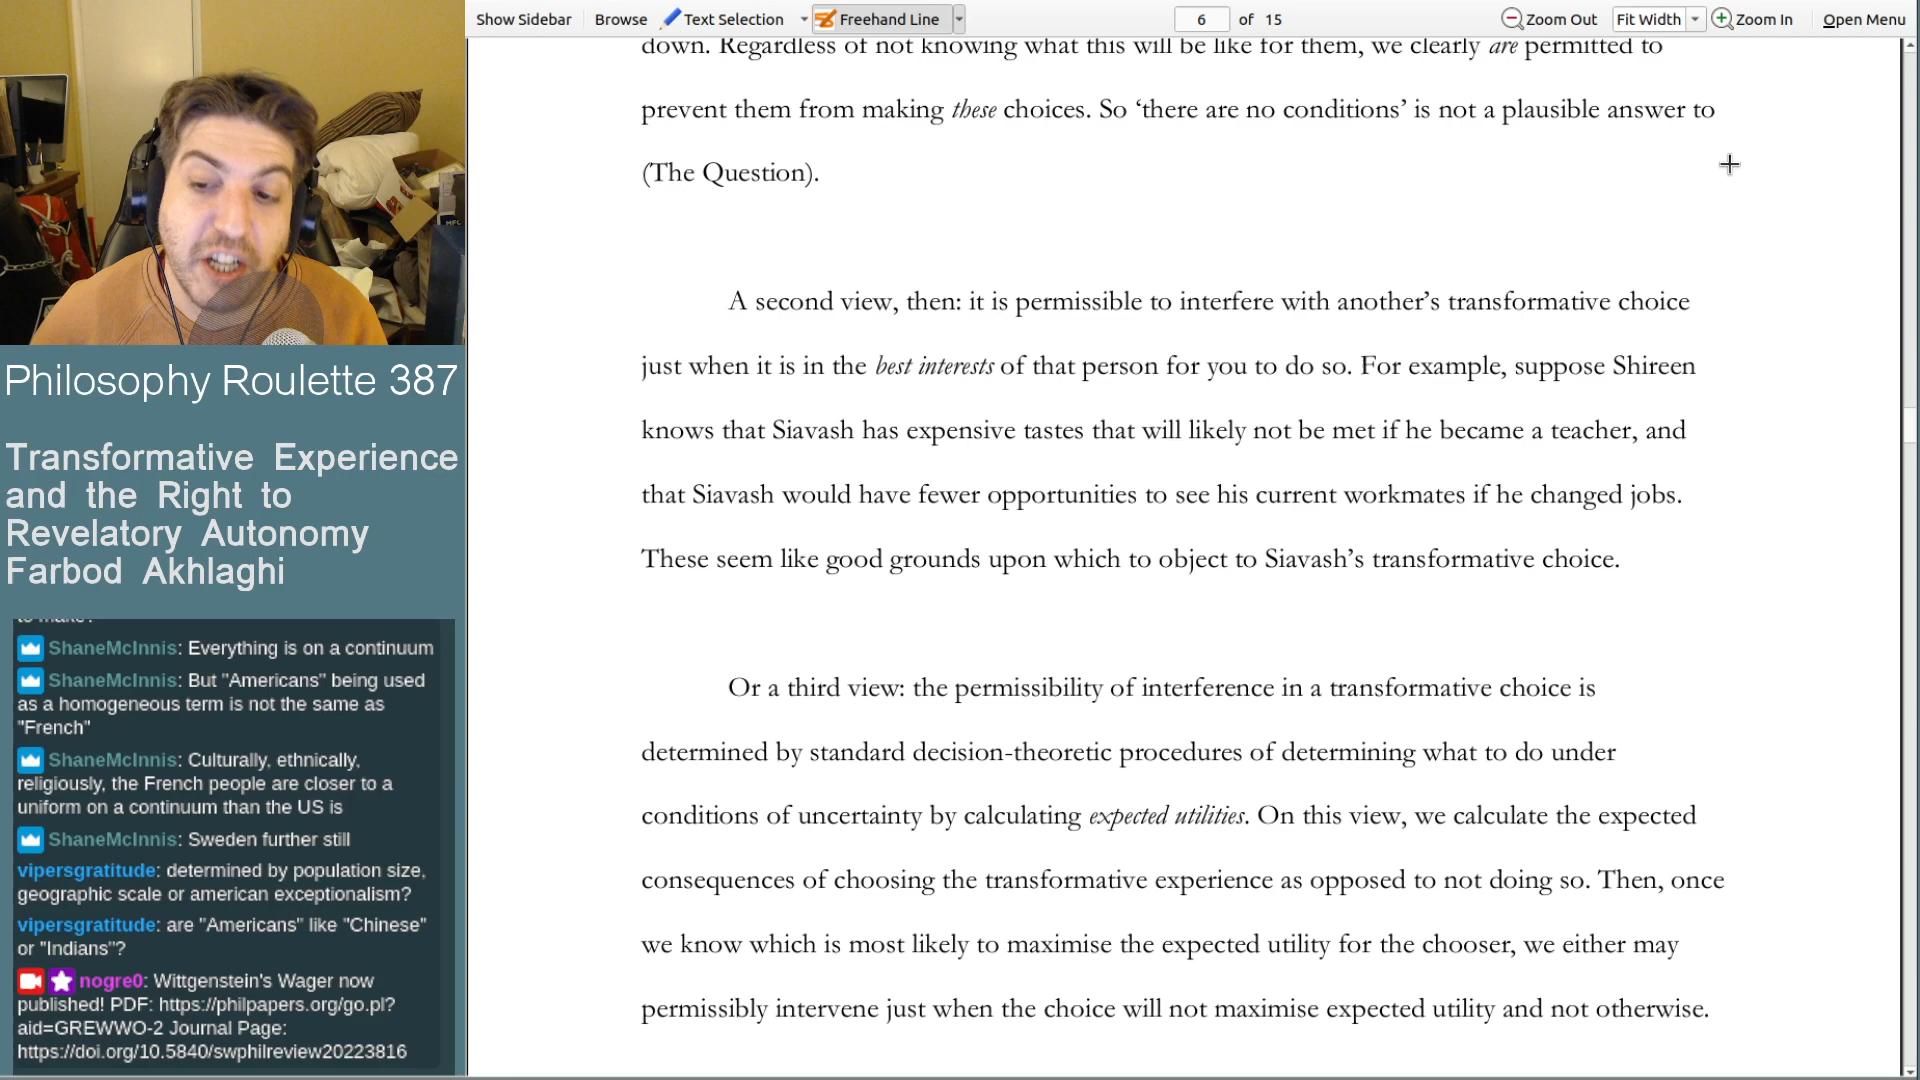 Show Sidebar Browse Text Selection Freehand Line 6 of 15 Zoom Out Fit Width Zoom In Open Menu
down. Regardless of not knowing what this will be like for them, we clearly are permitted to
prevent them from making these choices. So ‘there are no conditions’ is not a plausible answer to
(The Question).
A second view, then: it is permissible to interfere with another’s transformative choice
just when it is in the best interests of that person for you to do so. For example, suppose Shireen
knows that Siavash has expensive tastes that will likely not be met if he became a teacher, and
that Siavash would have fewer opportunities to see his current workmates if he changed jobs.
These seem like good grounds upon which to object to Siavash’s transformative choice.
Or a third view: the permissibility of interference in a transformative choice is
determined by standard decision-theoretic procedures of determining what to do under
conditions of uncertainty by calculating expected utilities. On this view, we calculate the expected
consequences of choosing the transformative experience as opposed to not doing so. Then, once
we know which is most likely to maximise the expected utility for the chooser, we either may
permissibly intervene just when the choice will not maximise expected utility and not otherwise.
Philosophy Roulette 387
Transformative Experience
and the Right to
Revelatory Autonomy
Farbod Akhlaghi
to make?
ShaneMcInnis: Everything is on a continuum
ShaneMcInnis: But "Americans" being used
as a homogeneous term is not the same as
"French"
ShaneMcInnis: Culturally, ethnically,
religiously, the French people are closer to a
uniform on a continuum than the US is
ShaneMcInnis: Sweden further still
vipersgratitude: determined by population size,
geographic scale or american exceptionalism?
vipersgratitude: are "Americans" like "Chinese"
or "Indians"?
nogre0: Wittgenstein's Wager now
published! PDF: https://philpapers.org/go.pl?
aid=GREWWO-2 Journal Page:
https://doi.org/10.5840/swphilreview20223816